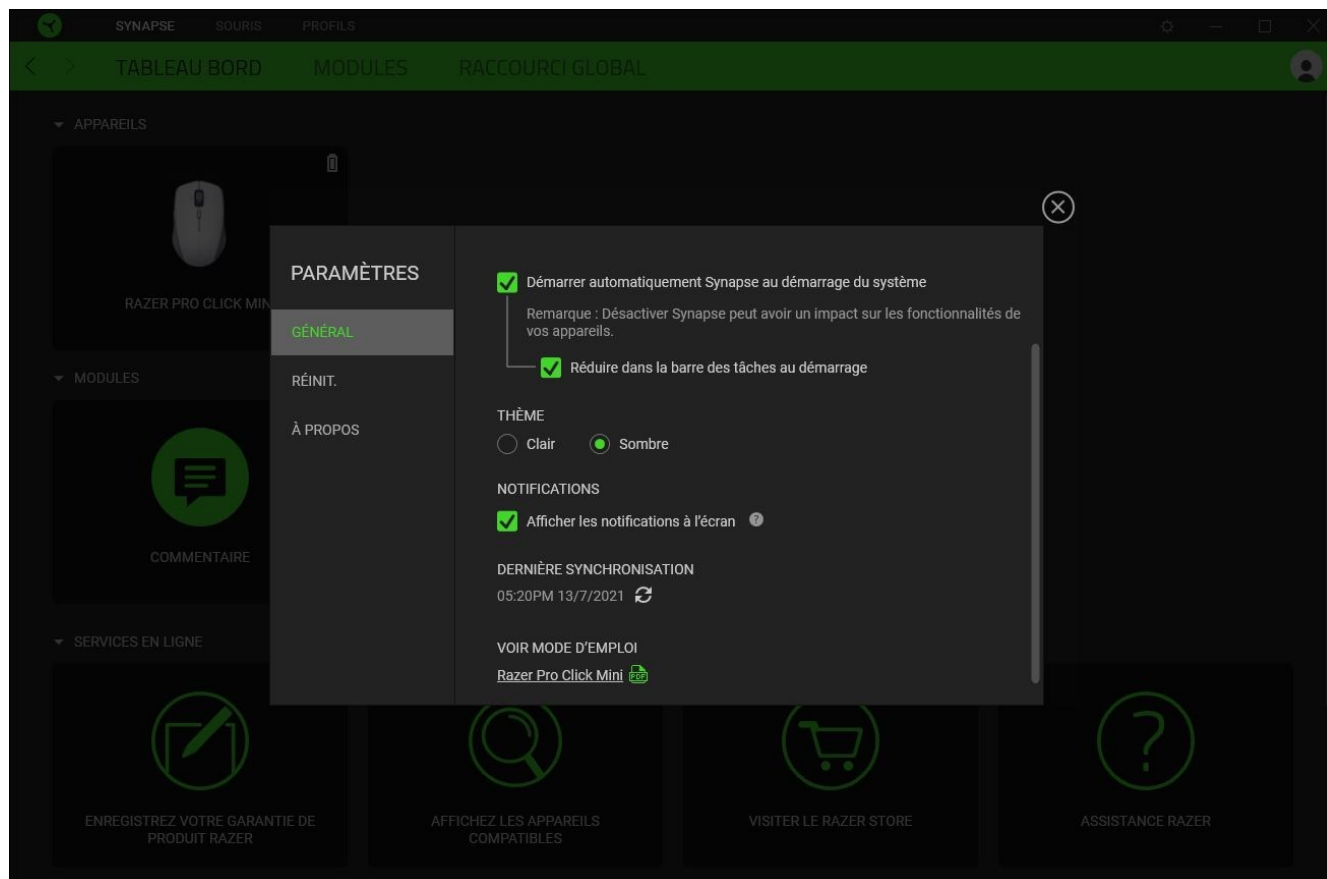 SYNAPSE SOURIS PROFILS
TABLEAU BORD MODULES RACCOURCI GLOBAL
APPAREILS
RAZER PRO CLICK MIN
MODULES
COMMENTAIRE
SERVICES EN LIGNE
ENREGISTREZ VOTRE GARANTIE DE
PRODUIT RAZER
AFFICHEZ LES APPAREILS
COMPATIBLES
VISITER LE RAZER STORE
ASSISTANCE RAZER
PARAMÈTRES
GÉNÉRAL
RÉINIT.
À PROPOS
Démarrer automatiquement Synapse au démarrage du système
Remarque : Désactiver Synapse peut avoir un impact sur les fonctionnalités de
vos appareils.
Réduire dans la barre des tâches au démarrage
THÈME
Clair Sombre
NOTIFICATIONS
Afficher les notifications à l'écran ?
DERNIÈRE SYNCHRONISATION
05:20PM 13/7/2021
VOIR MODE D'EMPLOI
Razer Pro Click Mini PDF